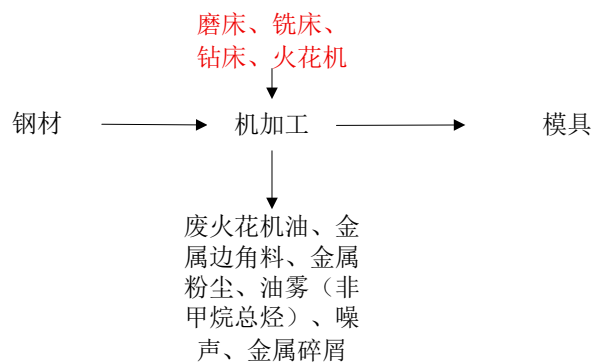 磨床、铣床、
钻床、火花机
钢材
机加工
模具
废火花机油、金
属边角料、金属
粉尘、油雾（非
甲烷总烃）、噪
声、金属碎屑